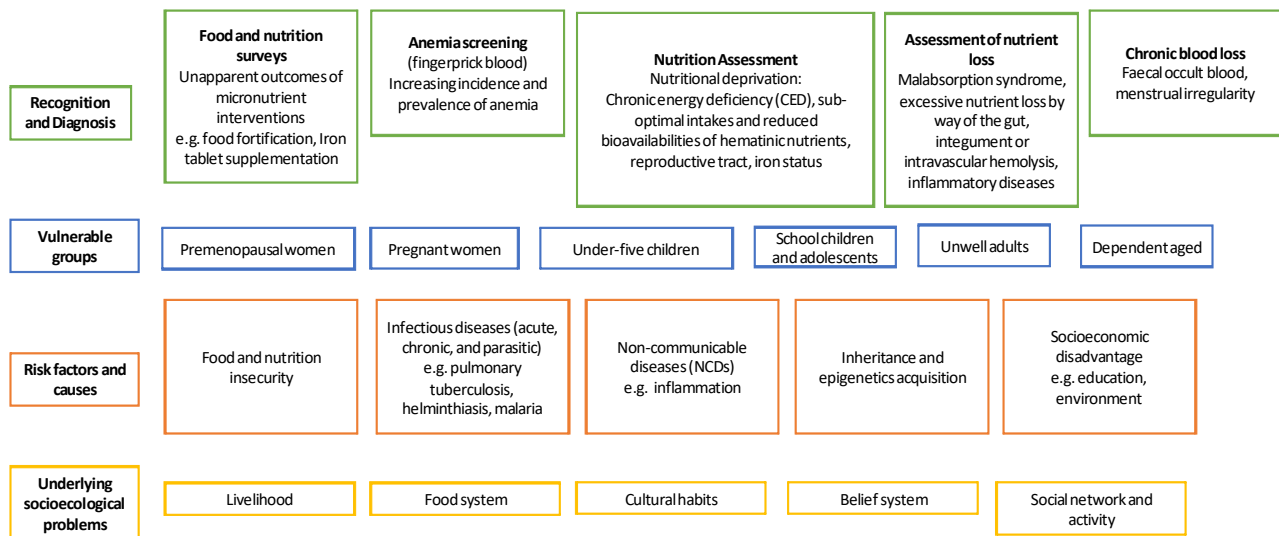 Recognition
and Diagnosis
Food and nutrition
surveys
Unapparent outcomes of
micronutrient
interventions
e.g. food fortification, Iron
tablet supplementation
Anemia screening
(fingerprick blood)
Increasing incidence and
prevalence of anemia
Nutrition Assessment
Nutritional deprivation:
Chronic energy deficiency (CED), sub-
optimal intakes and reduced
bioavailabilities of hematinic nutrients,
reproductive tract, iron status
Assessment of nutrient
loss
Malabsorption syndrome,
excessive nutrient loss by
way of the gut,
integument or
intravascular hemolysis,
inflammatory diseases
Chronic blood loss
Faecal occult blood,
menstrual irregularity
Vulnerable
groups
Premenopausal women
Pregnant women
Under-five children
School children
and adolescents
Unwell adults
Dependent aged
Risk factors and
causes
Food and nutrition
insecurity
Infectious diseases (acute,
chronic, and parasitic)
e.g. pulmonary
tuberculosis,
helminthiasis, malaria
Non-communicable
diseases (NCDs)
e.g. inflammation
Inheritance and
epigenetics acquisition
Socioeconomic
disadvantage
e.g. education,
environment
Underlying
socioecological
problems
Livelihood
Food system
Cultural habits
Belief system
Social network and
activity